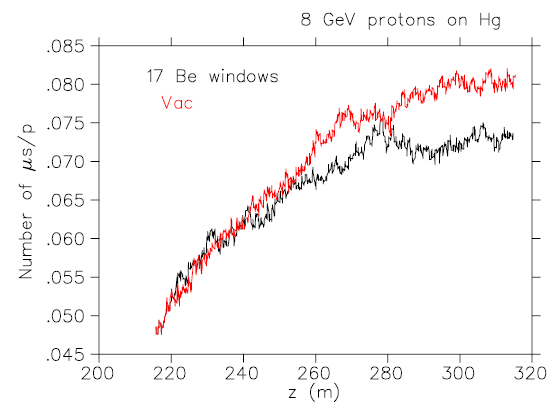 8 GeV protons on Hg
17 Be windows
Vac
Number of μs/p
.085
.080
.075
.070
.065
.060
.055
.050
.045
200 220 240 260 280 300 320
z (m)